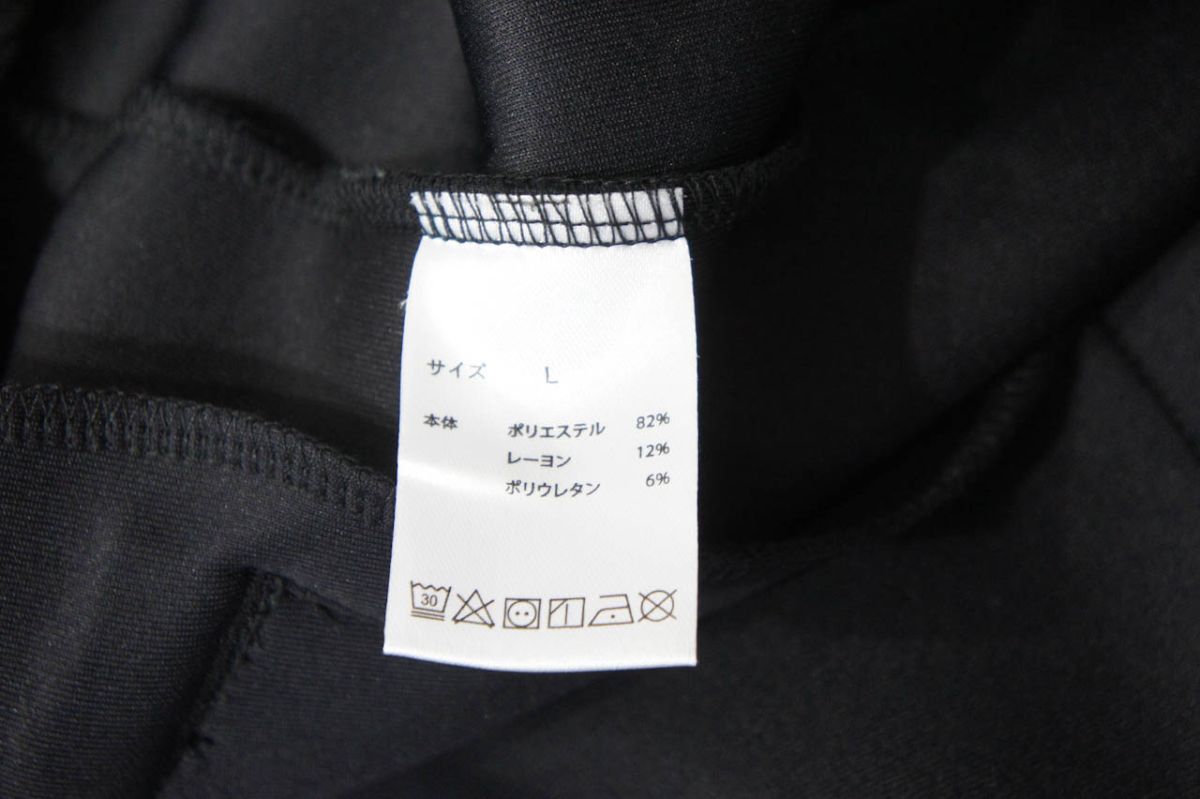 サイズ L
本体 ポリエステル 82%
レーヨン 12%
ポリウレタン 6%
30